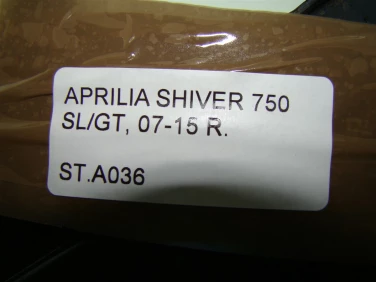 APRILIA SHIVER 750
SL/GT, 07-15 R.
ST.A036